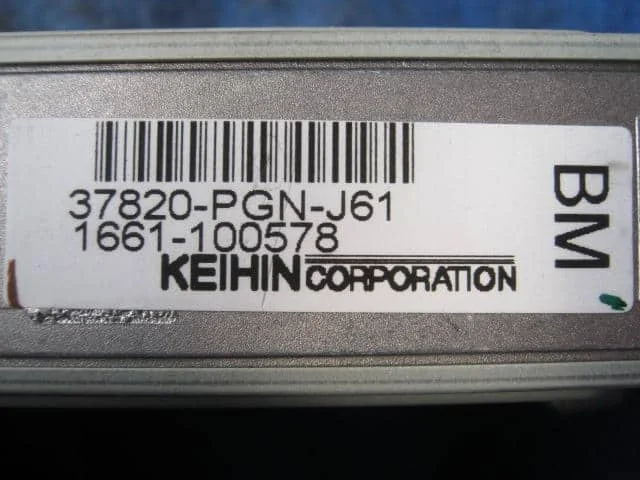 37820-PGN-J61
1661-100578
KEIHIN CORPORATION
BM